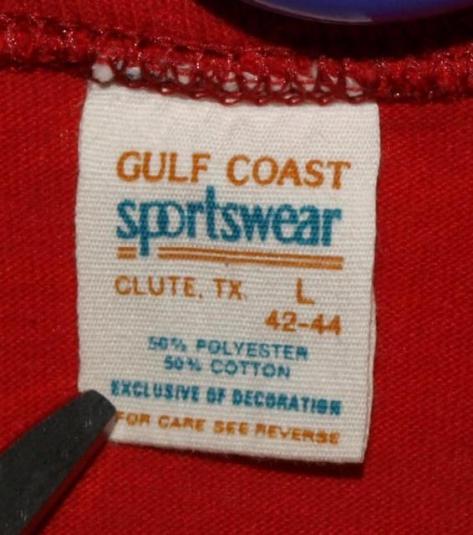 GULF COAST
sportswear
CLUTE, TX. L
42-44
50% POLYESTER
50% COTTON
EXCLUSIVE OF DECORATION
FOR CARE SEE REVERSE